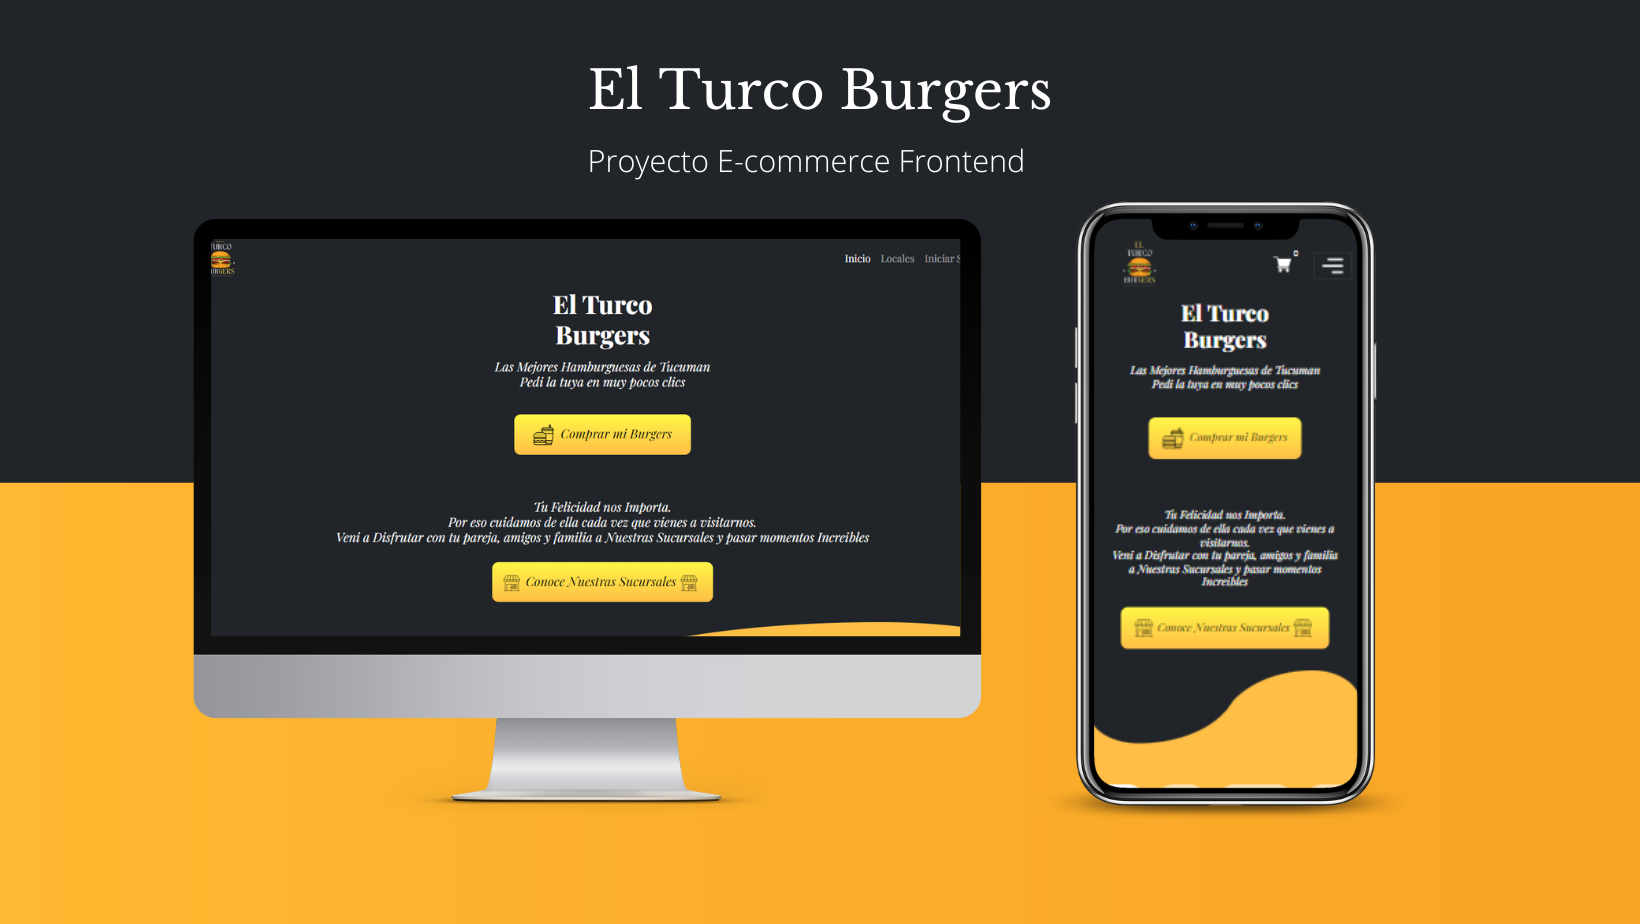 El Turco Burgers
Proyecto E-commerce Frontend
TURCO
Inicio Locales Iniciar S
El Turco
Burgers
Las Mejores Hamburguesas de Tucuman
Pedi la tuya en muy pocos clics
Comprar mi Burgers
Tu Felicidad nos Importa.
Por eso cuidamos de ella cada vez que vienes a visitarnos.
Veni a Disfrutar con tu pareja, amigos y familia a Nuestras Sucursales y pasar momentos Increibles
Conoce Nuestras Sucursales
EL
TURCO
BURGERS
0
El Turco
Burgers
Las Mejores Hamburguesas de Tucuman
Pedi la tuya en muy pocos clics
Comprar mi Burgers
Tu Felicidad nos Importa.
Por eso cuidamos de ella cada vez que vienes a
visitarnos.
Veni a Disfrutar con tu pareja, amigos y familia
a Nuestras Sucursales y pasar momentos
Increibles
Conoce Nuestras Sucursales